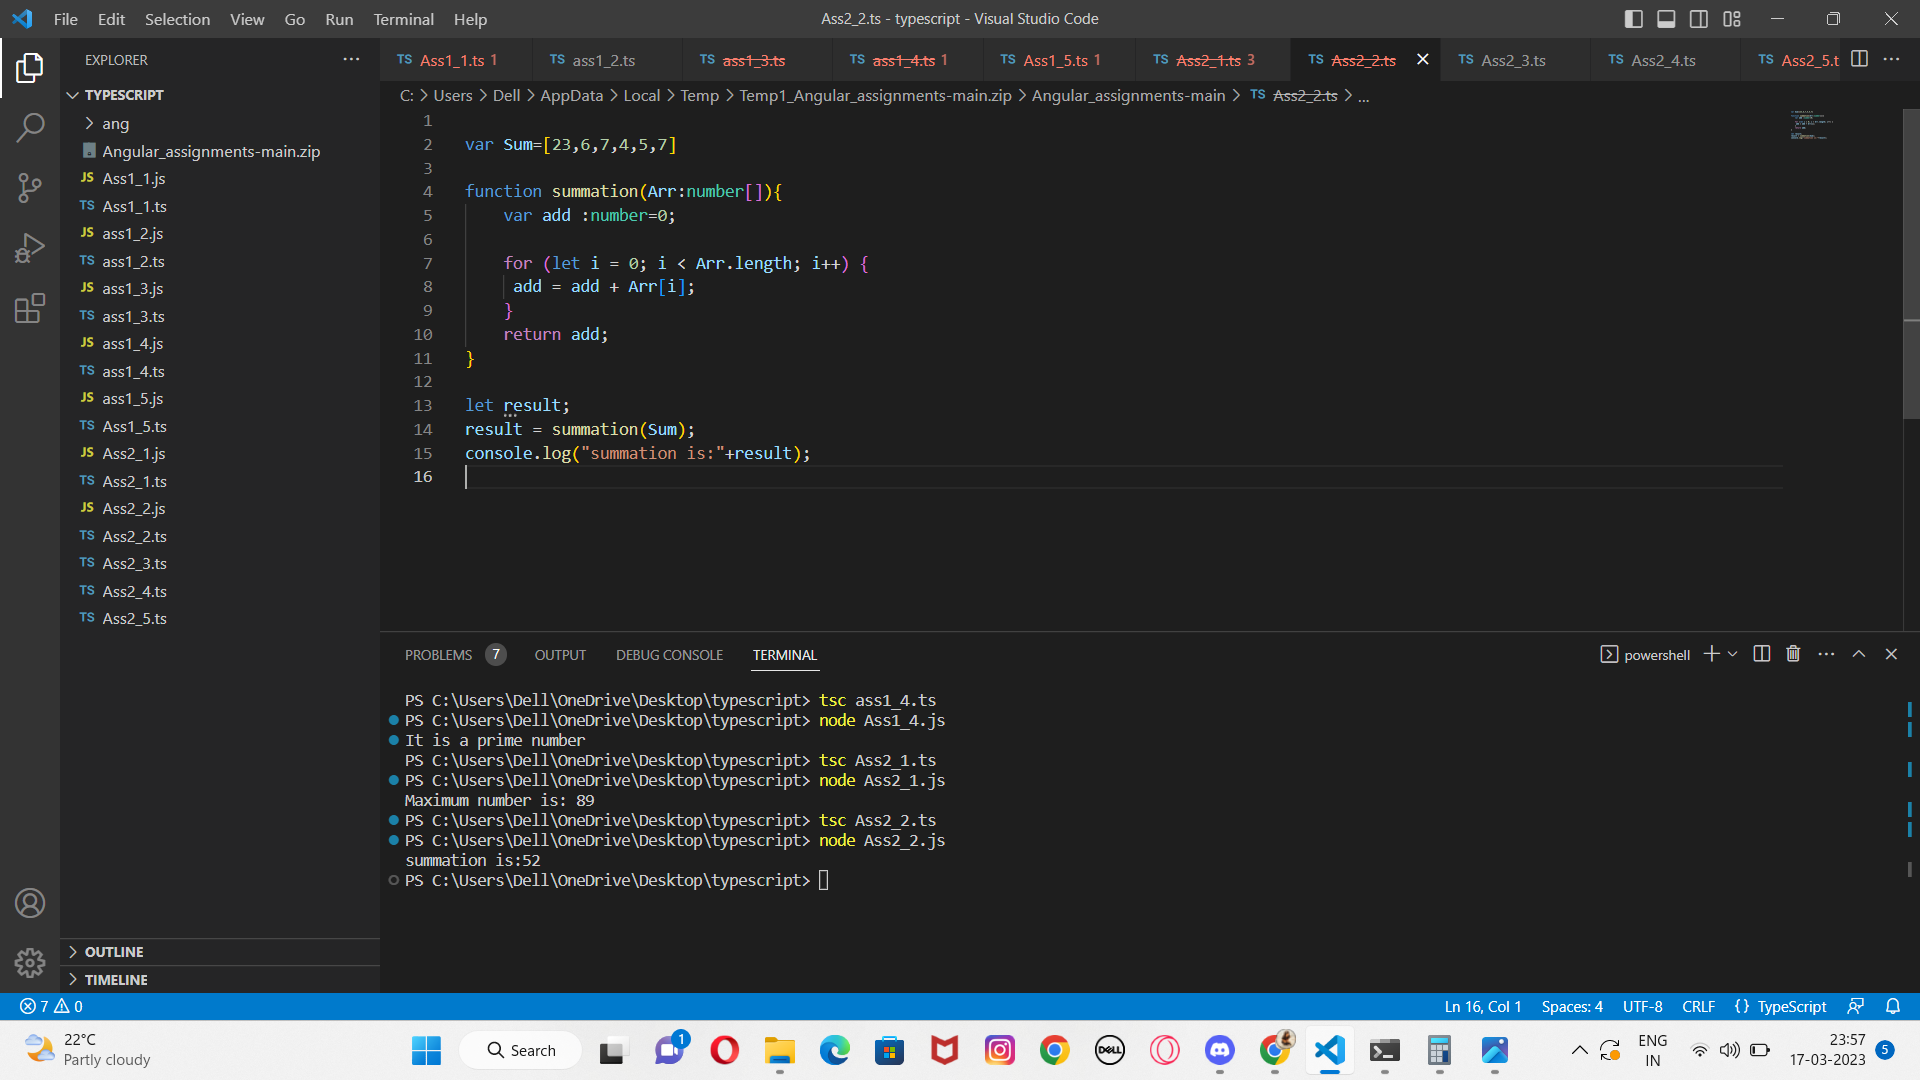 File Edit Selection View Go Run Terminal Help
Ass2_2.ts - typescript - Visual Studio Code
EXPLORER
TYPESCRIPT
ang
Angular_assignments-main.zip
JS Ass1_1.js
TS Ass1_1.ts
JS ass1_2.js
TS ass1_2.ts
JS ass1_3.js
TS ass1_3.ts
JS ass1_4.js
TS ass1_4.ts
JS ass1_5.js
TS Ass1_5.ts
JS Ass2_1.js
TS Ass2_1.ts
JS Ass2_2.js
TS Ass2_2.ts
TS Ass2_3.ts
TS Ass2_4.ts
TS Ass2_5.ts
OUTLINE
TIMELINE
TS Ass1_1.ts 1 TS ass1_2.ts TS ass1_3.ts TS ass1_4.ts 1 TS Ass1_5.ts 1 TS Ass2_1.ts 3 TS Ass2_2.ts TS Ass2_3.ts TS Ass2_4.ts TS Ass2_5.t
C: > Users > Dell > AppData > Local > Temp > Temp1_Angular_assignments-main.zip > Angular_assignments-main > TS Ass2_2.ts > ...
1
2 var Sum=[23,6,7,4,5,7]
3
4 function summation(Arr:number[]){
5 var add :number=0;
6
7 for (let i = 0; i < Arr.length; i++) {
8 add = add + Arr[i];
9 }
10 return add;
11 }
12
13 let result;
14 result = summation(Sum);
15 console.log("summation is:"+result);
16
PROBLEMS 7 OUTPUT DEBUG CONSOLE TERMINAL
powershell
PS C:\Users\Dell\OneDrive\Desktop\typescript> tsc ass1_4.ts
PS C:\Users\Dell\OneDrive\Desktop\typescript> node Ass1_4.js
It is a prime number
PS C:\Users\Dell\OneDrive\Desktop\typescript> tsc Ass2_1.ts
PS C:\Users\Dell\OneDrive\Desktop\typescript> node Ass2_1.js
Maximum number is: 89
PS C:\Users\Dell\OneDrive\Desktop\typescript> tsc Ass2_2.ts
PS C:\Users\Dell\OneDrive\Desktop\typescript> node Ass2_2.js
summation is:52
PS C:\Users\Dell\OneDrive\Desktop\typescript>
7 0
Ln 16, Col 1 Spaces: 4 UTF-8 CRLF {} TypeScript
22°C
Partly cloudy
Search
1
DELL
ENG
IN
23:57
17-03-2023
5